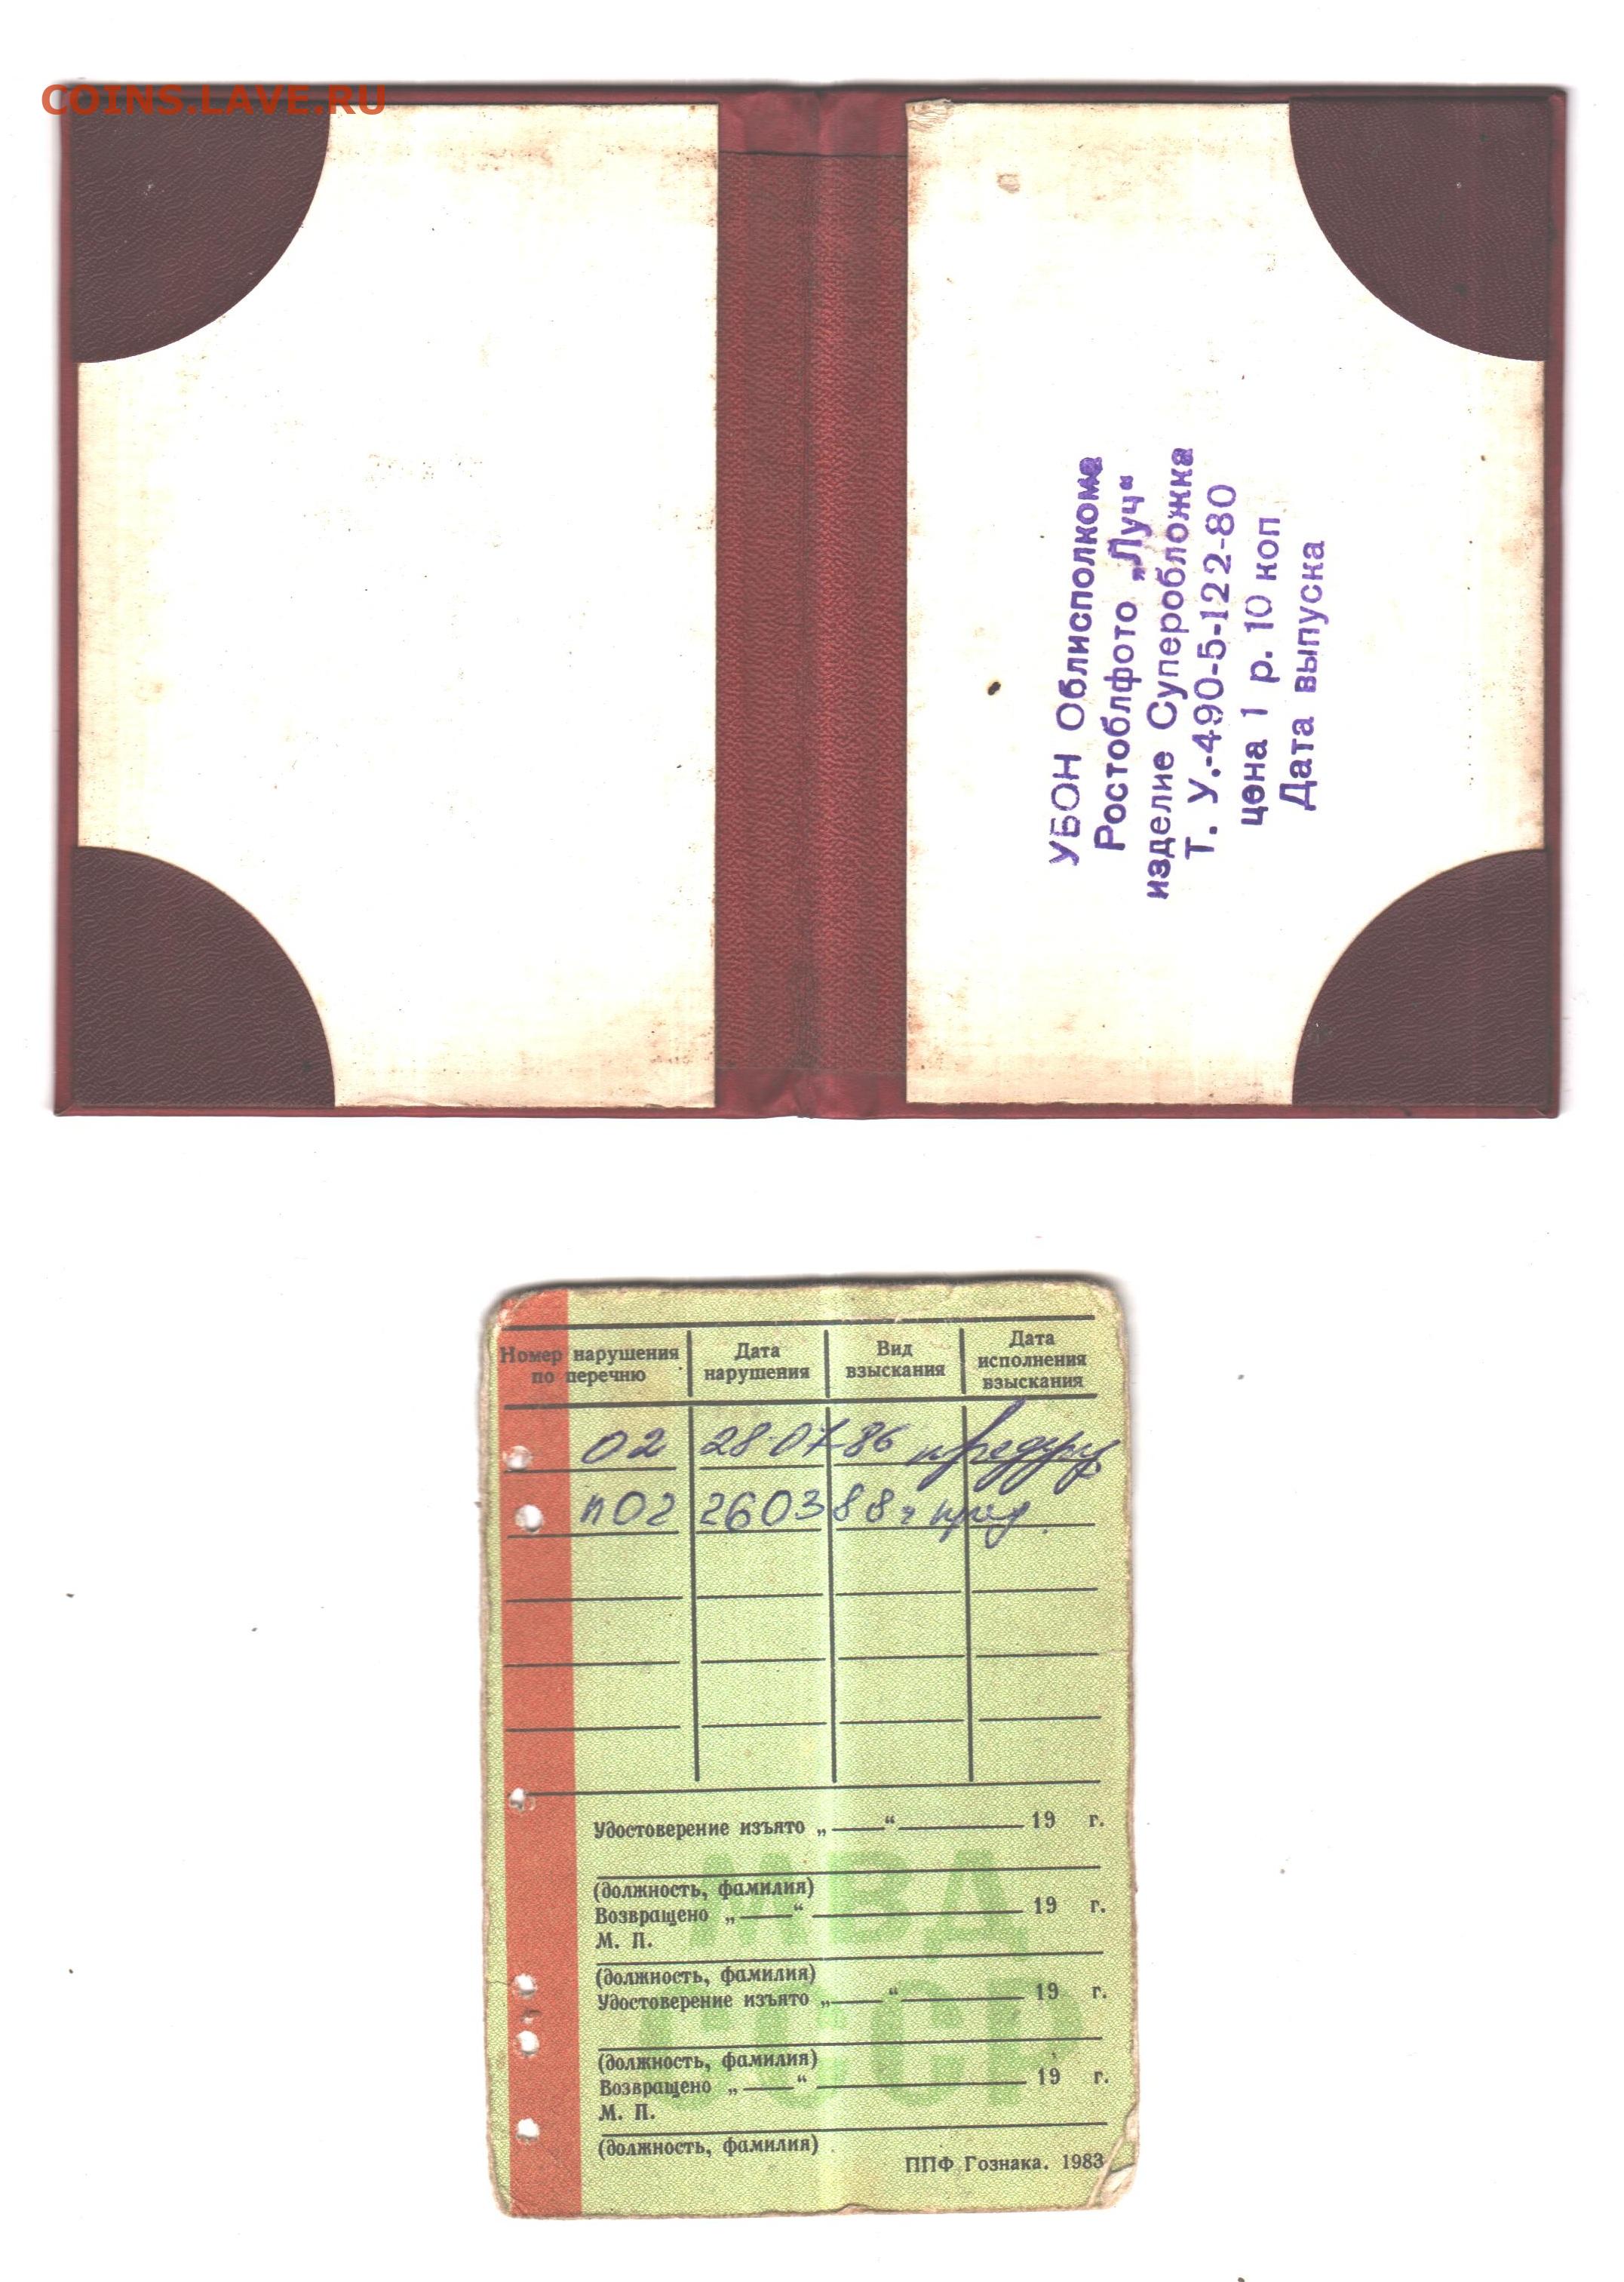 COINS.LAVE.RU
УБОН Облисполкома
Ростоблфото „Луч“
изделие Суперобложка
Т. У.-490-5-122-80
цена 1 р. 10 коп
Дата выпуска
Номер нарушения по перечню
Дата нарушения
Вид взыскания
Дата исполнения взыскания
02 28-07-86
п02 260388г пред.
Удостоверение изъято „ “ 19 г.
(должность, фамилия)
Возвращено „ “ 19 г.
М. П.
(должность, фамилия)
Удостоверение изъято „ “ 19 г.
(должность, фамилия)
Возвращено „ “ 19 г.
М. П.
(должность, фамилия)
МВД
СССР
ППФ Гознака. 1983